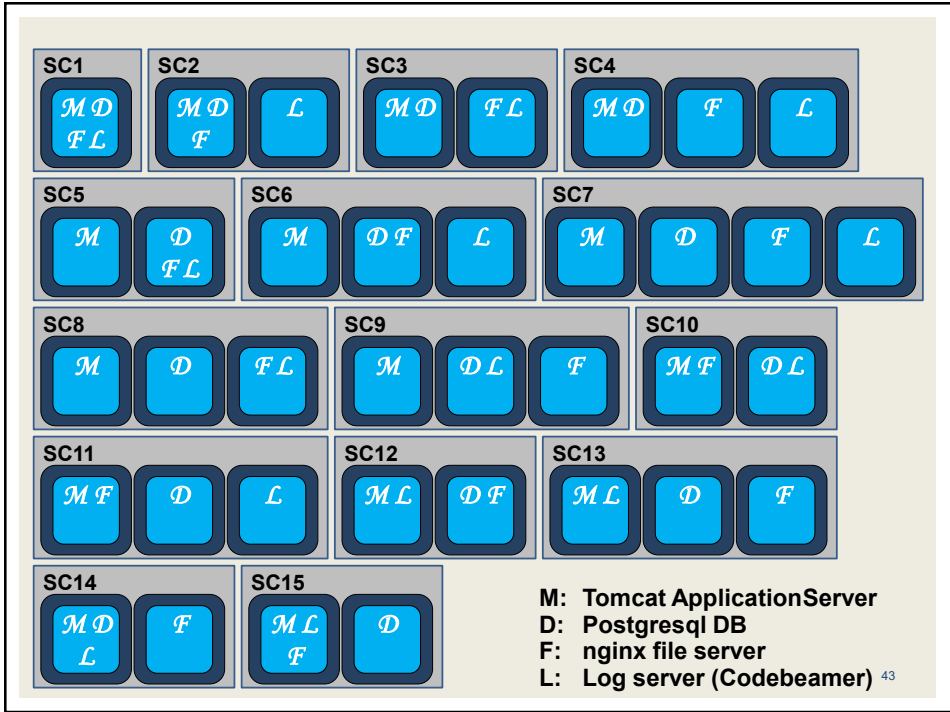 SC1 SC2 SC3 SC4
M D M D L M D F L M D F L
F L F
SC5 SC6 SC7
M D M D F L M D F L
F L
SC8 SC9 SC10
M D F L M D L F M F D L
SC11 SC12 SC13
M F D L M L D F M L D F
SC14 SC15
M D F M L D
L F
M: Tomcat ApplicationServer
D: Postgresql DB
F: nginx file server
L: Log server (Codebeamer) 43